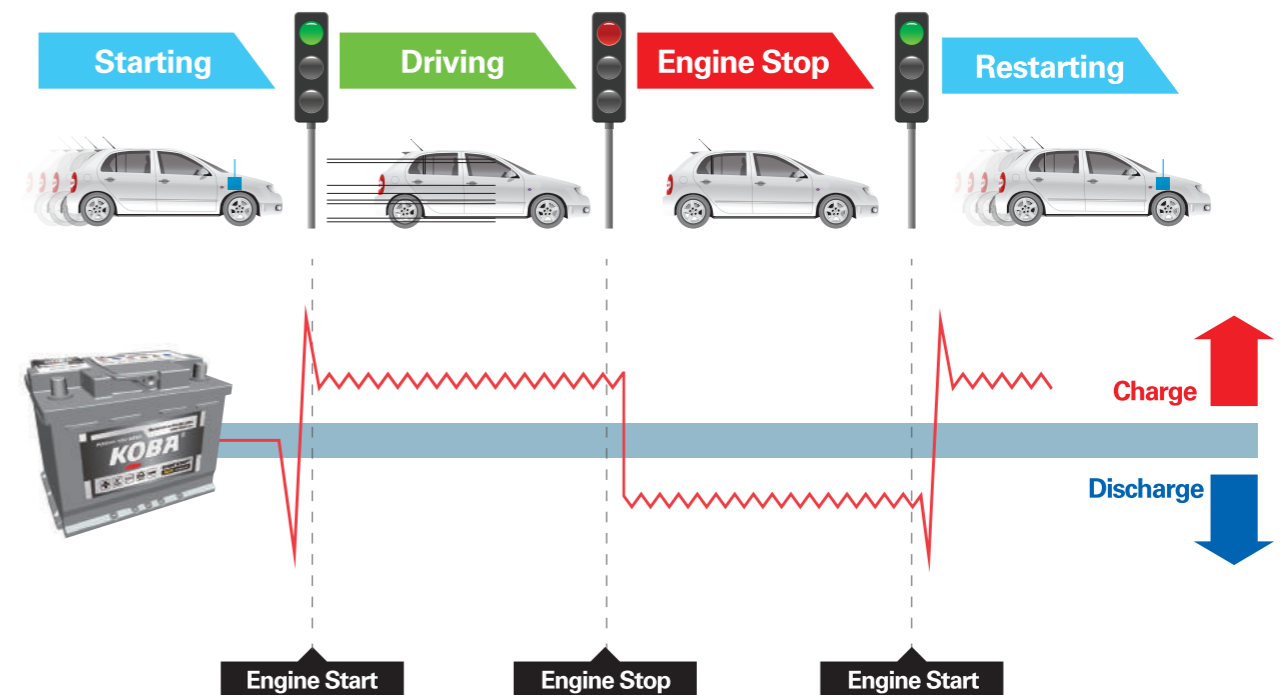 Starting
Driving
Engine Stop
Restarting
Charge
KOBA
Discharge
Engine Start
Engine Stop
Engine Start